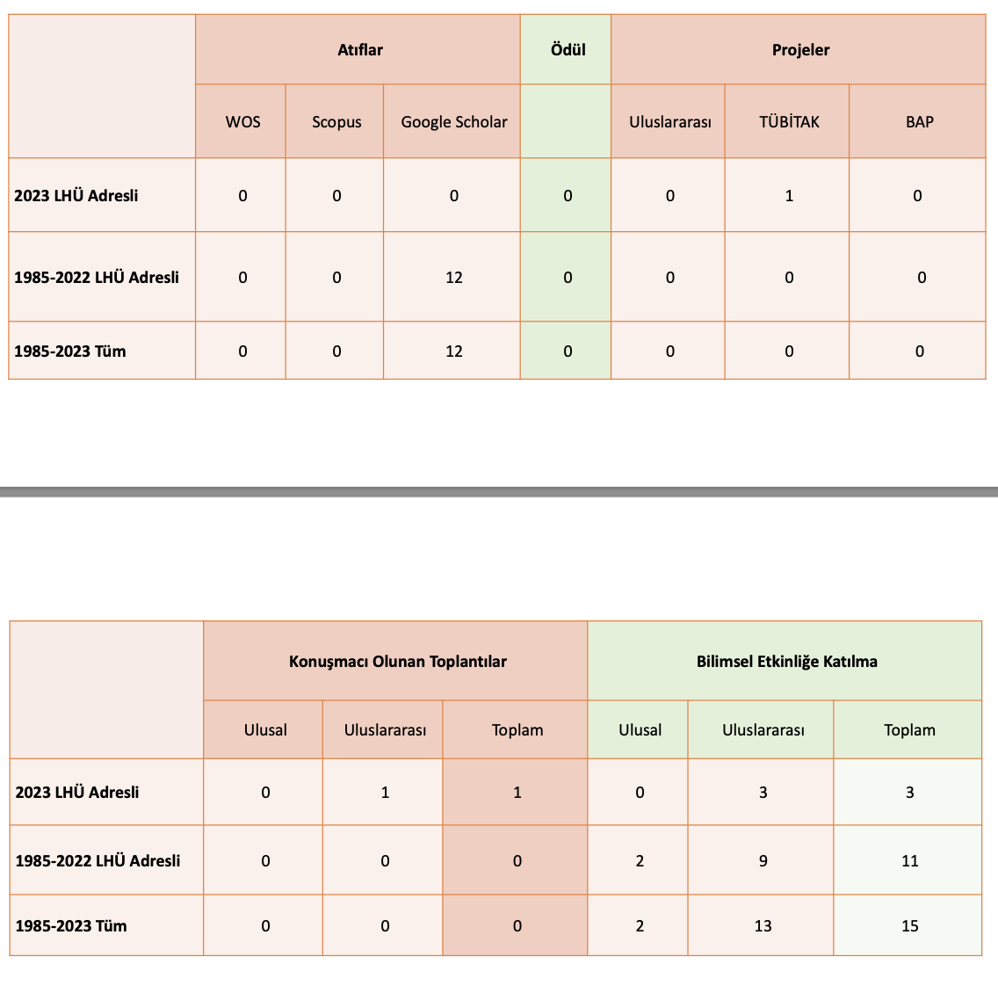 Atıflar Ödül Projeler
WOS Scopus Google Scholar Uluslararası TÜBİTAK BAP
2023 LHÜ Adresli 0 0 0 0 0 1 0
1985-2022 LHÜ Adresli 0 0 12 0 0 0 0
1985-2023 Tüm 0 0 12 0 0 0 0
Konuşmacı Olunan Toplantılar Bilimsel Etkinliğe Katılma
Ulusal Uluslararası Toplam Ulusal Uluslararası Toplam
2023 LHÜ Adresli 0 1 1 0 3 3
1985-2022 LHÜ Adresli 0 0 0 2 9 11
1985-2023 Tüm 0 0 0 2 13 15